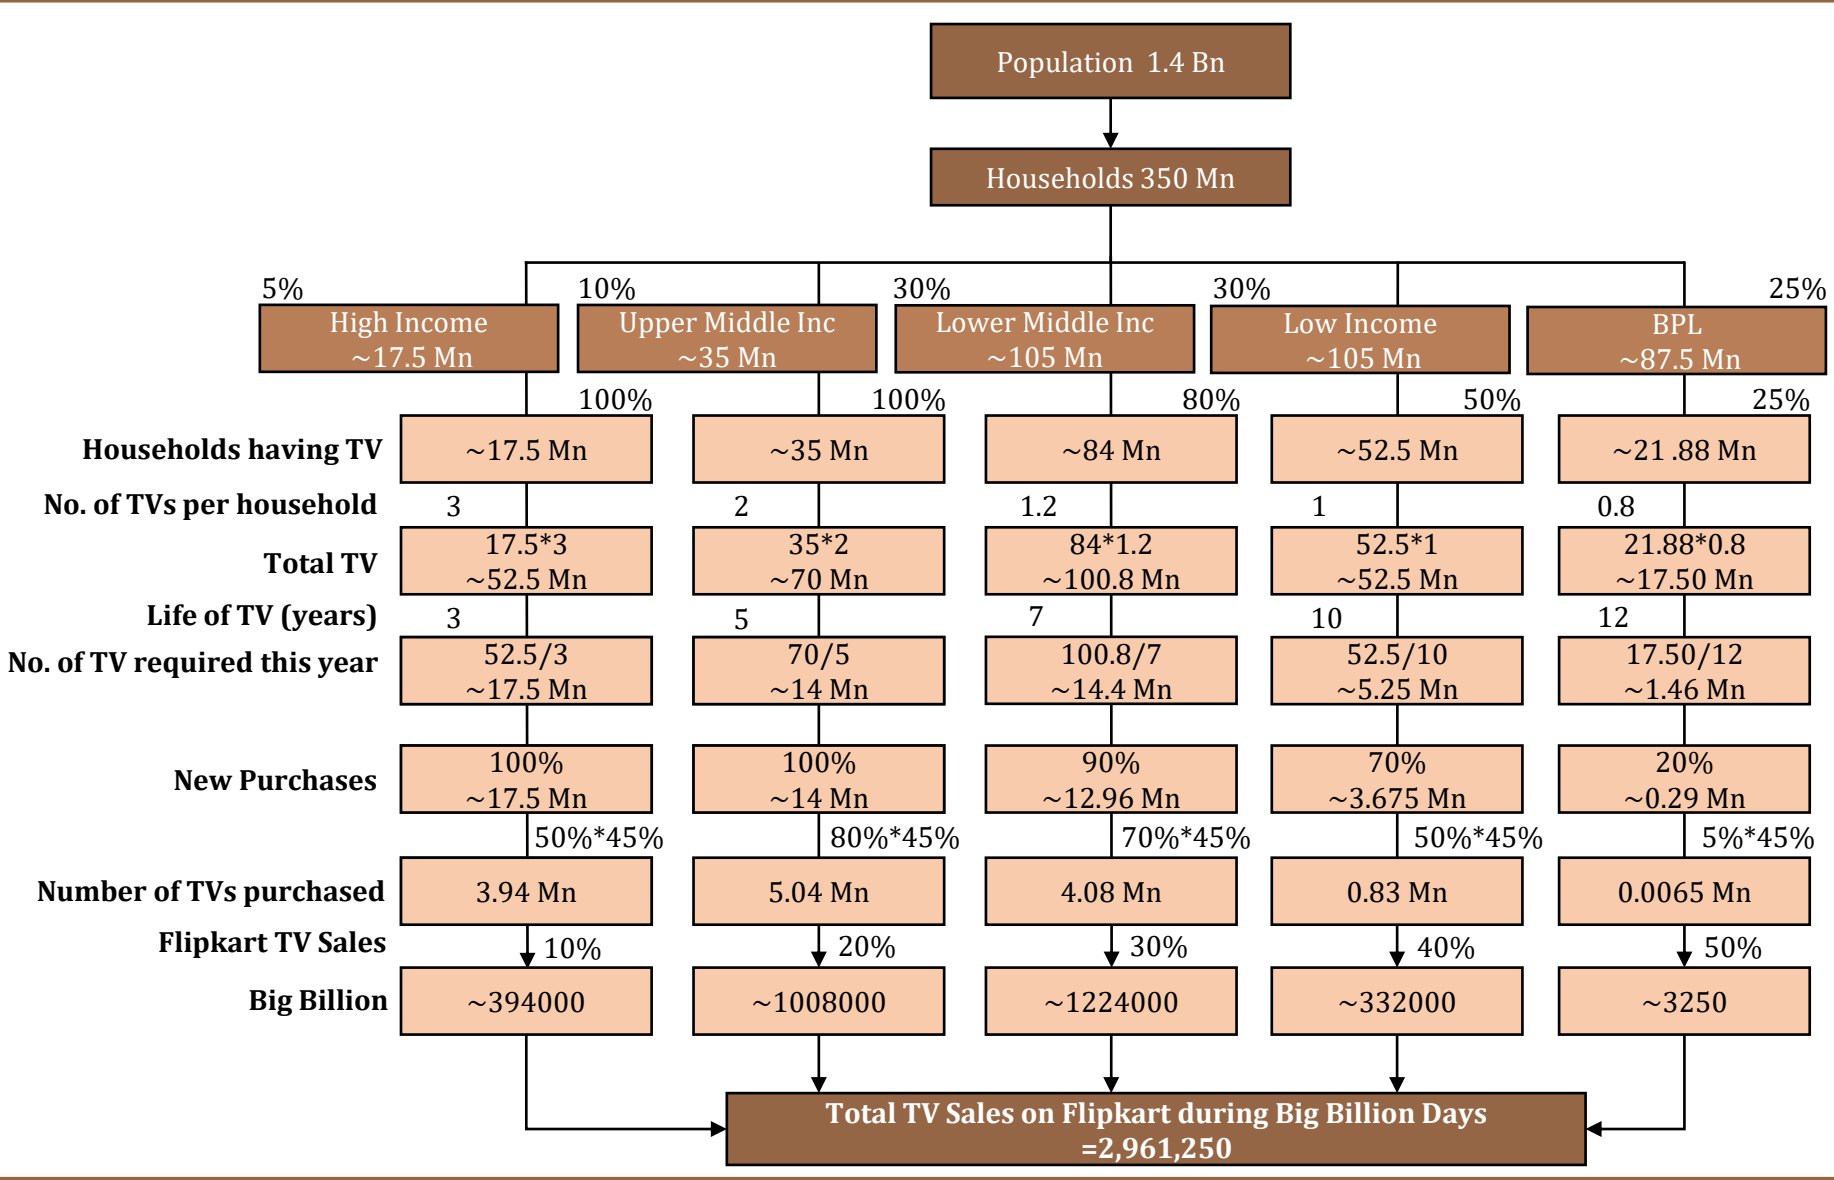 Population 1.4 Bn
Households 350 Mn
5% 10% 30% 30% 25%
High Income Upper Middle Inc Lower Middle Inc Low Income BPL
~17.5 Mn ~35 Mn ~105 Mn ~105 Mn ~87.5 Mn
100% 100% 80% 50% 25%
Households having TV ~17.5 Mn ~35 Mn ~84 Mn ~52.5 Mn ~21 .88 Mn
No. of TVs per household 3 2 1.2 1 0.8
17.5*3 35*2 84*1.2 52.5*1 21.88*0.8
Total TV
~52.5 Mn ~70 Mn ~100.8 Mn ~52.5 Mn ~17.50 Mn
Life of TV (years) 3 5 7 10 12
No. of TV required this year 52.5/3 70/5 100.8/7 52.5/10 17.50/12
~17.5 Mn ~14 Mn ~14.4 Mn ~5.25 Mn ~1.46 Mn
100% 100% 90% 70% 20%
New Purchases
~17.5 Mn ~14 Mn ~12.96 Mn ~3.675 Mn ~0.29 Mn
50%*45% 80%*45% 70%*45% 50%*45% 5%*45%
Number of TVs purchased 3.94 Mn 5.04 Mn 4.08 Mn 0.83 Mn 0.0065 Mn
Flipkart TV Sales 10% 20% 30% 40% 50%
Big Billion ~394000 ~1008000 ~1224000 ~332000 ~3250
Total TV Sales on Flipkart during Big Billion Days
=2,961,250